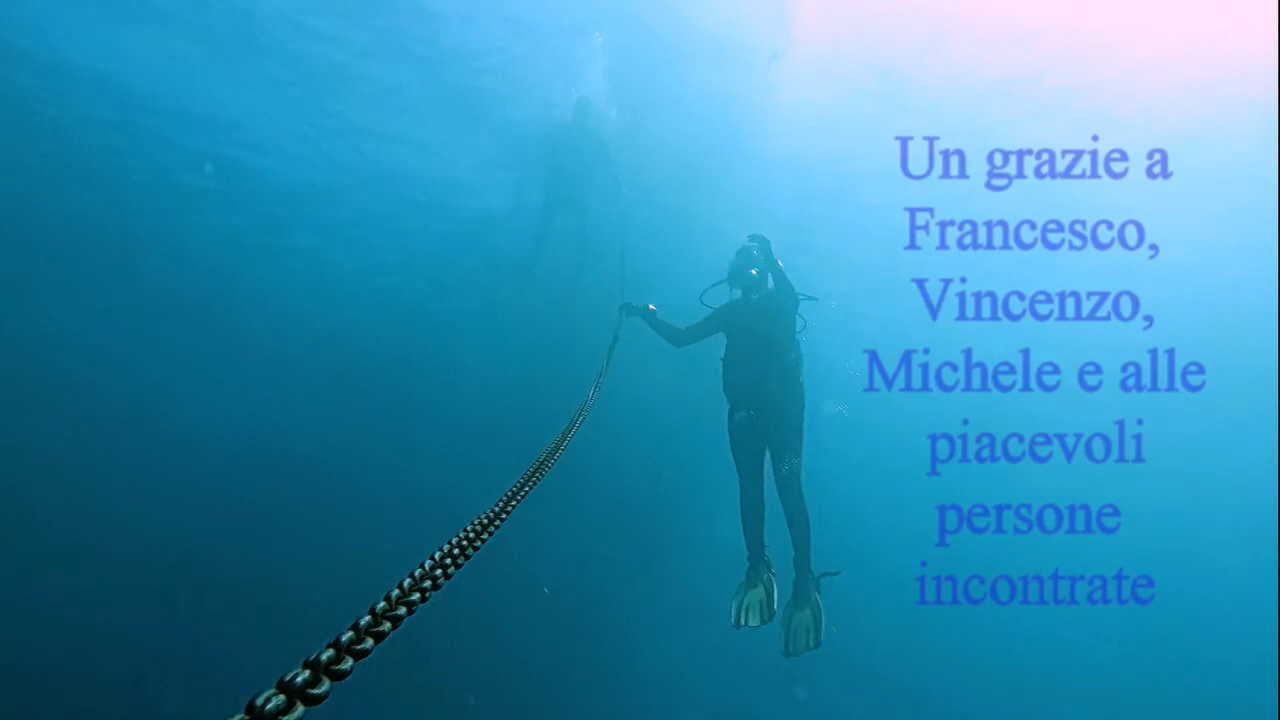 Un grazie a
Francesco,
Vincenzo,
Michele e alle
piacevoli
persone
incontrate